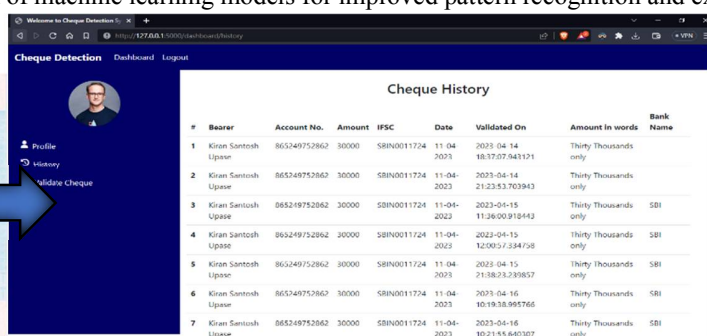 of machine learning models for improved pattern recognition and ex
Welcome to Cheque Detection Sy
http://127.0.0.1:5000/dashboard/history
VPN
Cheque Detection Dashboard Logout
Cheque History
# Bearer Account No. Amount IFSC Date Validated On Amount in words Bank Name
Profile
History
Validate Cheque
1 Kiran Santosh Upase 865249752862 30000 SBIN0011724 11-04-2023 2023-04-14 18:37:07.943121 Thirty Thousands only
2 Kiran Santosh Upase 865249752862 30000 SBIN0011724 11-04-2023 2023-04-14 21:23:53.703943 Thirty Thousands only
3 Kiran Santosh Upase 865249752862 30000 SBIN0011724 11-04-2023 2023-04-15 11:36:00.918443 Thirty Thousands only SBI
4 Kiran Santosh Upase 865249752862 30000 SBIN0011724 11-04-2023 2023-04-15 12:00:57.334758 Thirty Thousands only SBI
5 Kiran Santosh Upase 865249752862 30000 SBIN0011724 11-04-2023 2023-04-15 21:38:23.239857 Thirty Thousands only SBI
6 Kiran Santosh Upase 865249752862 30000 SBIN0011724 11-04-2023 2023-04-16 10:19:38.995766 Thirty Thousands only SBI
7 Kiran Santosh Upase 865249752862 30000 SBIN0011724 11-04-2023 2023-04-16 10:21:55.640307 Thirty Thousands only SBI